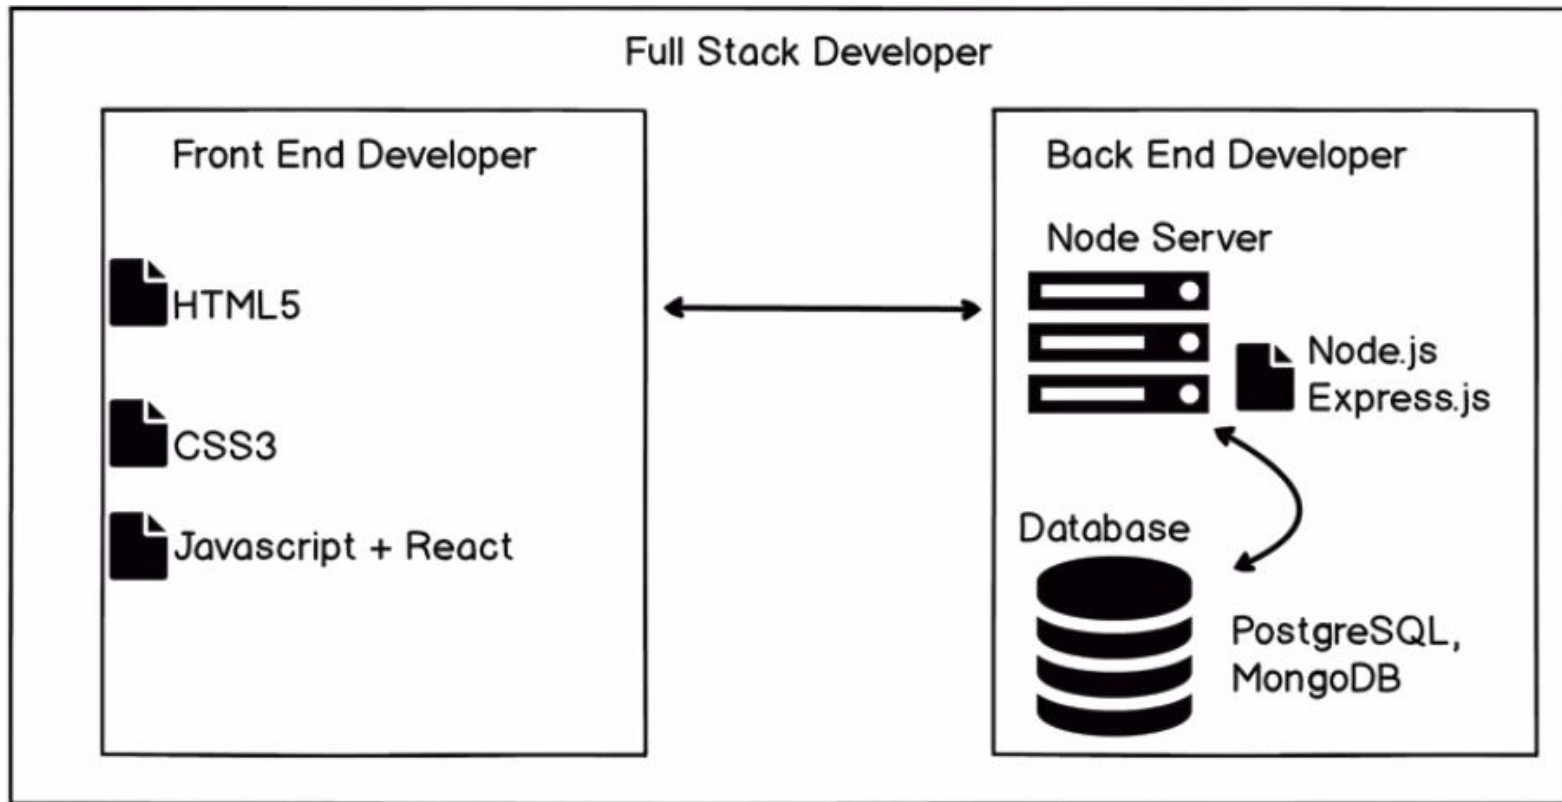 Full Stack Developer
Front End Developer
HTML5
CSS3
Javascript + React
Back End Developer
Node Server
Node.js
Express.js
Database
PostgreSQL,
MongoDB